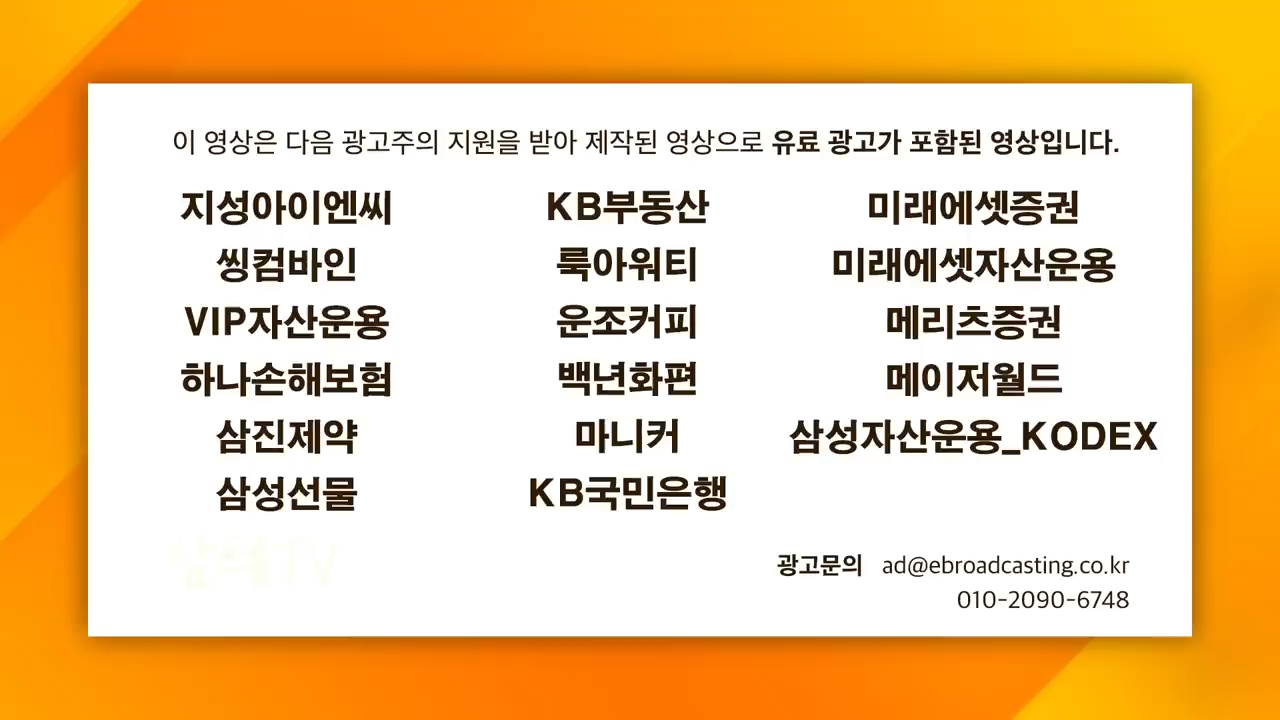 이 영상은 다음 광고주의 지원을 받아 제작된 영상으로 유료 광고가 포함된 영상입니다.
지성아이엔씨 KB부동산 미래에셋증권
씽컴바인 룩아워티 미래에셋자산운용
VIP자산운용 운조커피 메리츠증권
하나손해보험 백년화편 메이저월드
삼진제약 마니커 삼성자산운용_KODEX
삼성선물 KB국민은행
광고문의 ad@ebroadcasting.co.kr
010-2090-6748